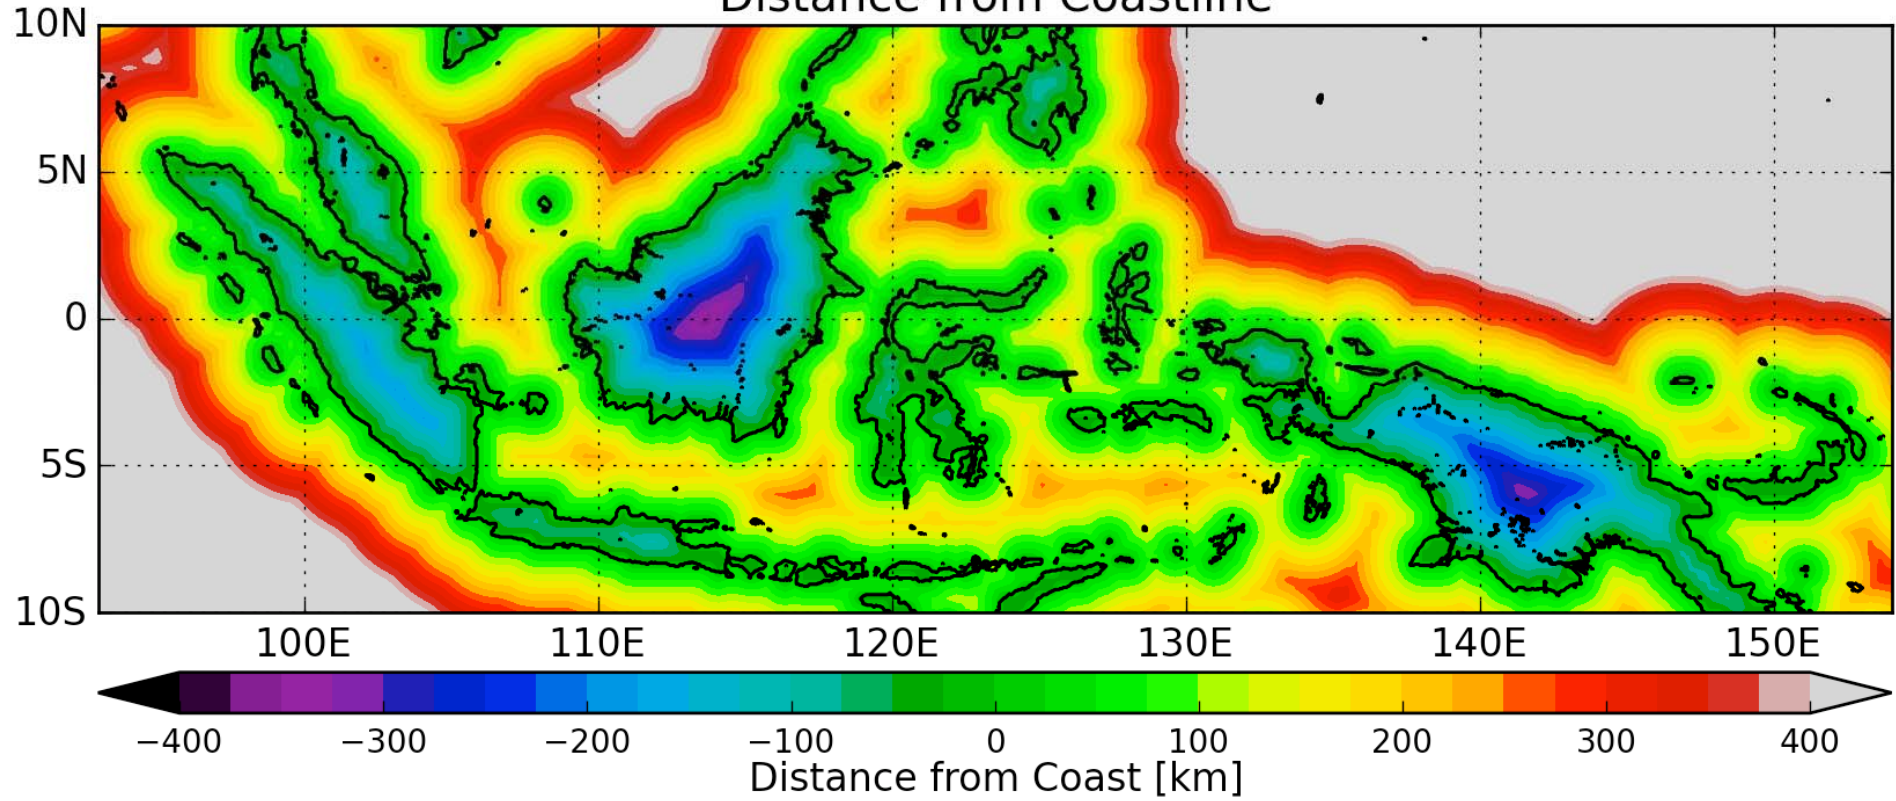 Distance from Coastline
10N
5N
0
5S
10S
100E 110E 120E 130E 140E 150E
−400 −300 −200 −100 0 100 200 300 400
Distance from Coast [km]